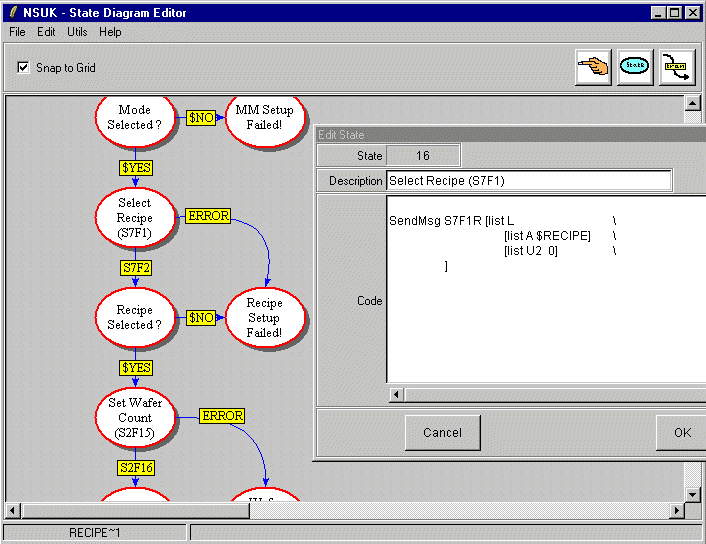 NSUK - State Diagram Editor
File Edit Utils Help
Snap to Grid
State
Mode
Selected ?
$NO
MM Setup
Failed!
$YES
Select
Recipe
(S7F1)
ERROR
S7F2
Recipe
Selected ?
$NO
Recipe
Setup
Failed!
$YES
Set Wafer
Count
(S2F15)
ERROR
S2F16
Edit State
State 16
Description Select Recipe (S7F1)
Code
SendMsg S7F1R [list L \
[list A $RECIPE] \
[list U2 0] \
]
Cancel OK
RECIPE~1